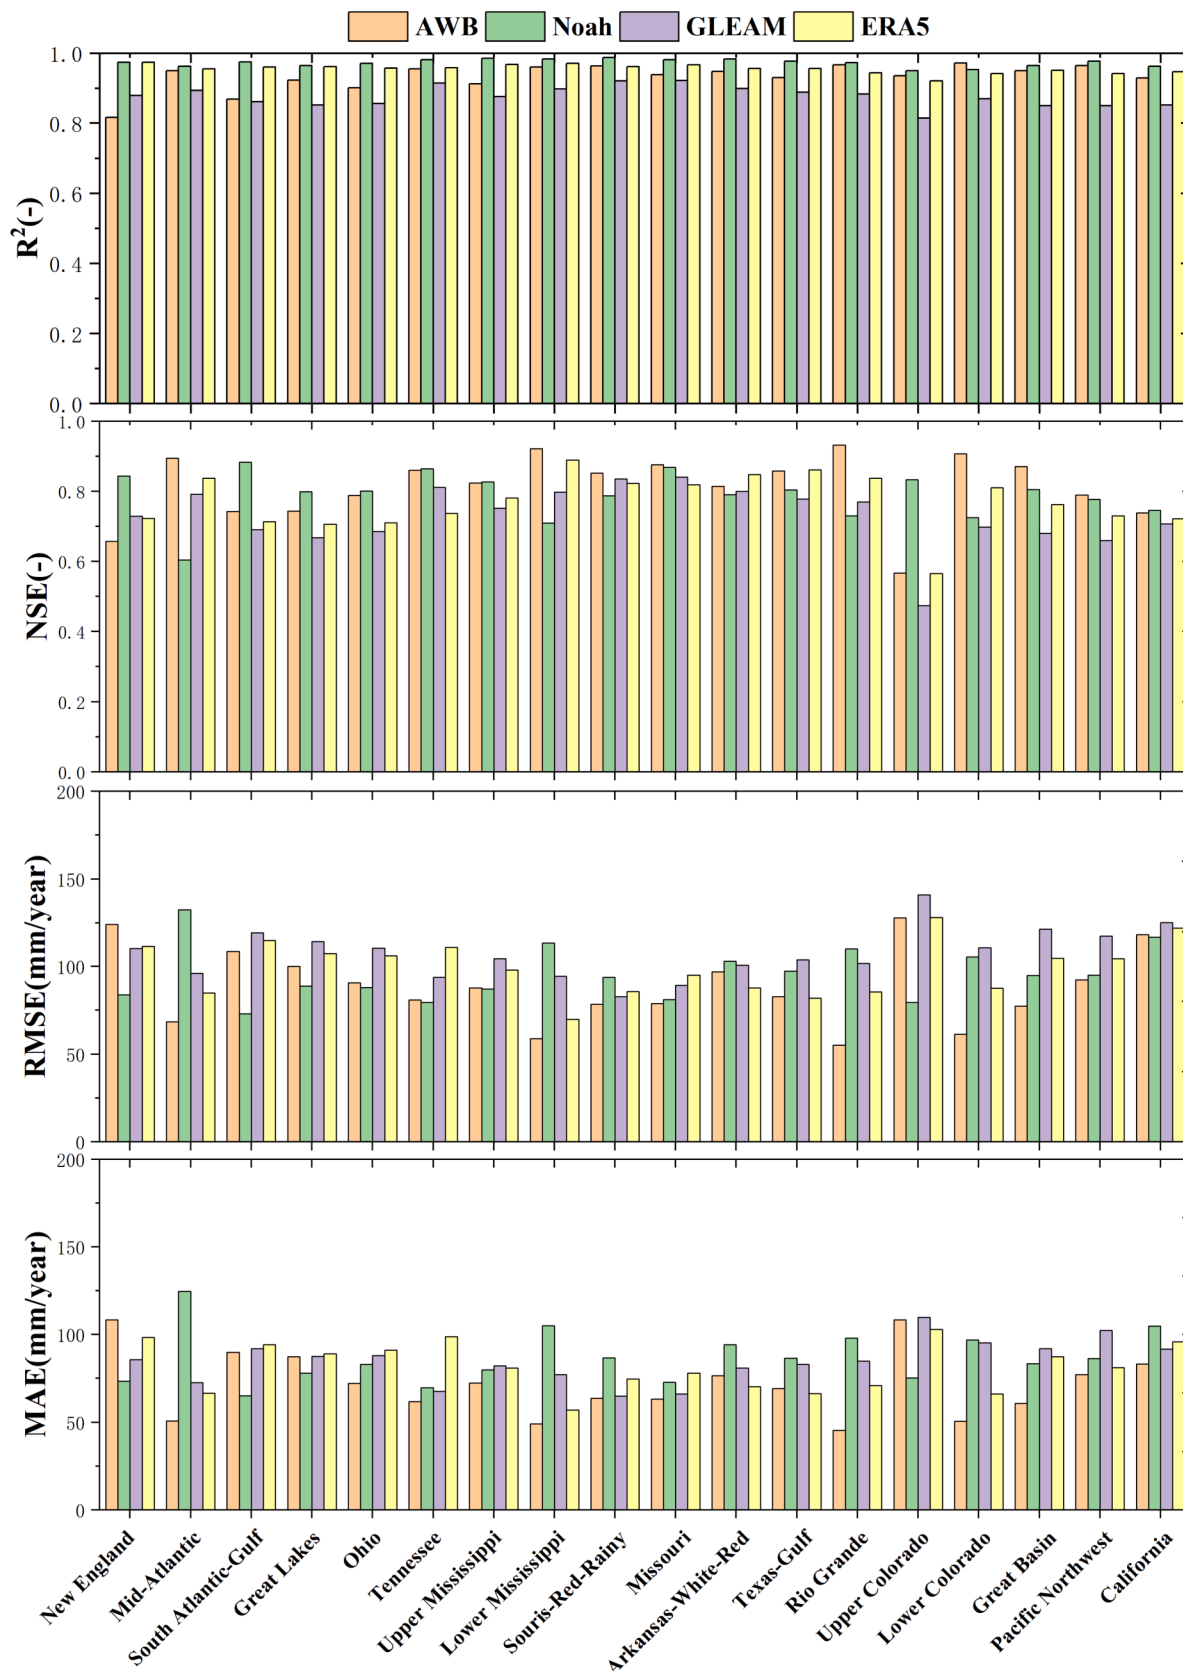 AWB Noah GLEAM ERA5
1.0
0.8
0.6
0.4
0.2
0.0
R²(-)
1.0
0.8
0.6
0.4
0.2
0.0
NSE(-)
200
150
100
50
0
RMSE(mm/year)
200
150
100
50
0
MAE(mm/year)
New England
Mid-Atlantic
South Atlantic-Gulf
Great Lakes
Ohio
Tennessee
Upper Mississippi
Lower Mississippi
Souris-Red-Rainy
Missouri
Arkansas-White-Red
Texas-Gulf
Rio Grande
Upper Colorado
Lower Colorado
Great Basin
Pacific Northwest
California